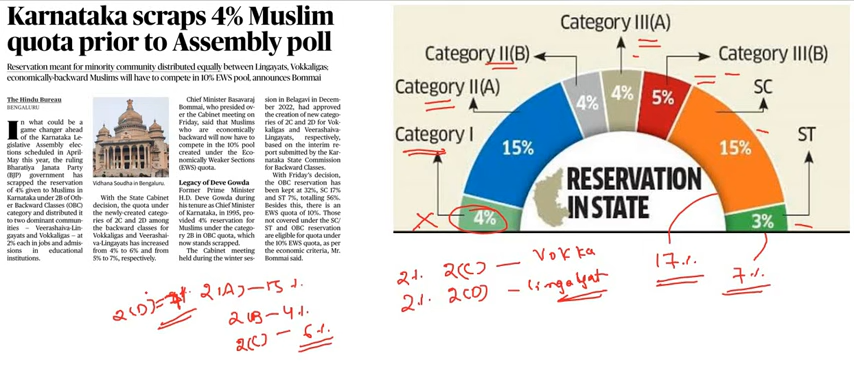 Karnataka scraps 4% Muslim
quota prior to Assembly poll
Reservation meant for minority community distributed equally between Lingayats, Vokkaligas;
economically-backward Muslims will have to compete in 10% EWS pool, announces Bommai
The Hindu Bureau
BENGALURU
In what could be a
game changer ahead
of the Karnataka Le-
gislative Assembly elec-
tions scheduled in April-
May this year, the ruling
Bharatiya Janata Party
(BJP) government has
scrapped the reservation
of 4% given to Muslims in
Karnataka under 2B of Oth-
er Backward Classes (OBC)
category and distributed it
to two dominant commun-
ities – Veerashaiva-Lin-
gayats and Vokkaligas – at
2% each in jobs and admis-
sions in educational
institutions.
Vidhana Soudha in Bengaluru.
With the State Cabinet
decision, the quota under
the newly-created catego-
ries of 2C and 2D among
the backward classes for
Vokkaligas and Veerashai-
va-Lingayats has increased
from 4% to 6% and from
5% to 7%, respectively.
Chief Minister Basavaraj
Bommai, who presided ov-
er the Cabinet meeting on
Friday, said that Muslims
who are economically
backward will now have to
compete in the 10% pool
created under the Eco-
nomically Weaker Sections
(EWS) quota.
Legacy of Deve Gowda
Former Prime Minister
H.D. Deve Gowda during
his tenure as Chief Minister
of Karnataka, in 1995, pro-
vided 4% reservation for
Muslims under the catego-
ry 2B in OBC quota, which
now stands scrapped.
The Cabinet meeting
held during the winter ses-
sion in Belagavi in Decem-
ber 2022, had approved
the creation of new catego-
ries of 2C and 2D for Vok-
kaligas and Veerashaiva-
Lingayats, respectively,
based on the interim re-
port submitted by the Kar-
nataka State Commission
for Backward Classes.
With Friday's decision,
the OBC reservation has
been kept at 32%, SC 17%
and ST 7%, totalling 56%.
Besides this, there is an
EWS quota of 10%. Those
not covered under the SC/
ST and OBC reservation
are eligible for quota under
the 10% EWS quota, as per
the economic criteria, Mr.
Bommai said.
Category III(A)
Category II(B)
Category III(B)
Category II(A)
SC
Category I
ST
4%
15%
4%
4%
5%
15%
3%
RESERVATION
IN STATE
2% 2(C) – Vokka
2% 2(D) – Lingayat
17%
7%
2(D) = 7%
2(A) – 15%
2(B) – 4%
2(C) – 6%